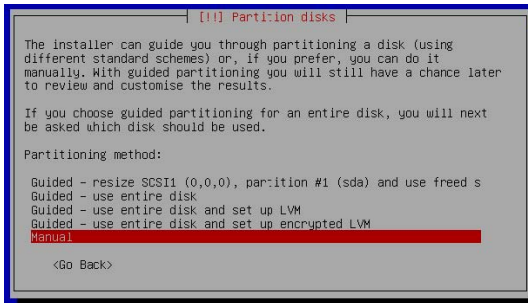 [!!] Partition disks
The installer can guide you through partitioning a disk (using
different standard schemes) or, if you prefer, you can do it
manually. With guided partitioning you will still have a chance later
to review and customise the results.
If you choose guided partitioning for an entire disk, you will next
be asked which disk should be used.
Partitioning method:
Guided - resize SCSI1 (0,0,0), partition #1 (sda) and use freed s
Guided - use entire disk
Guided - use entire disk and set up LVM
Guided - use entire disk and set up encrypted LVM
Manual
<Go Back>